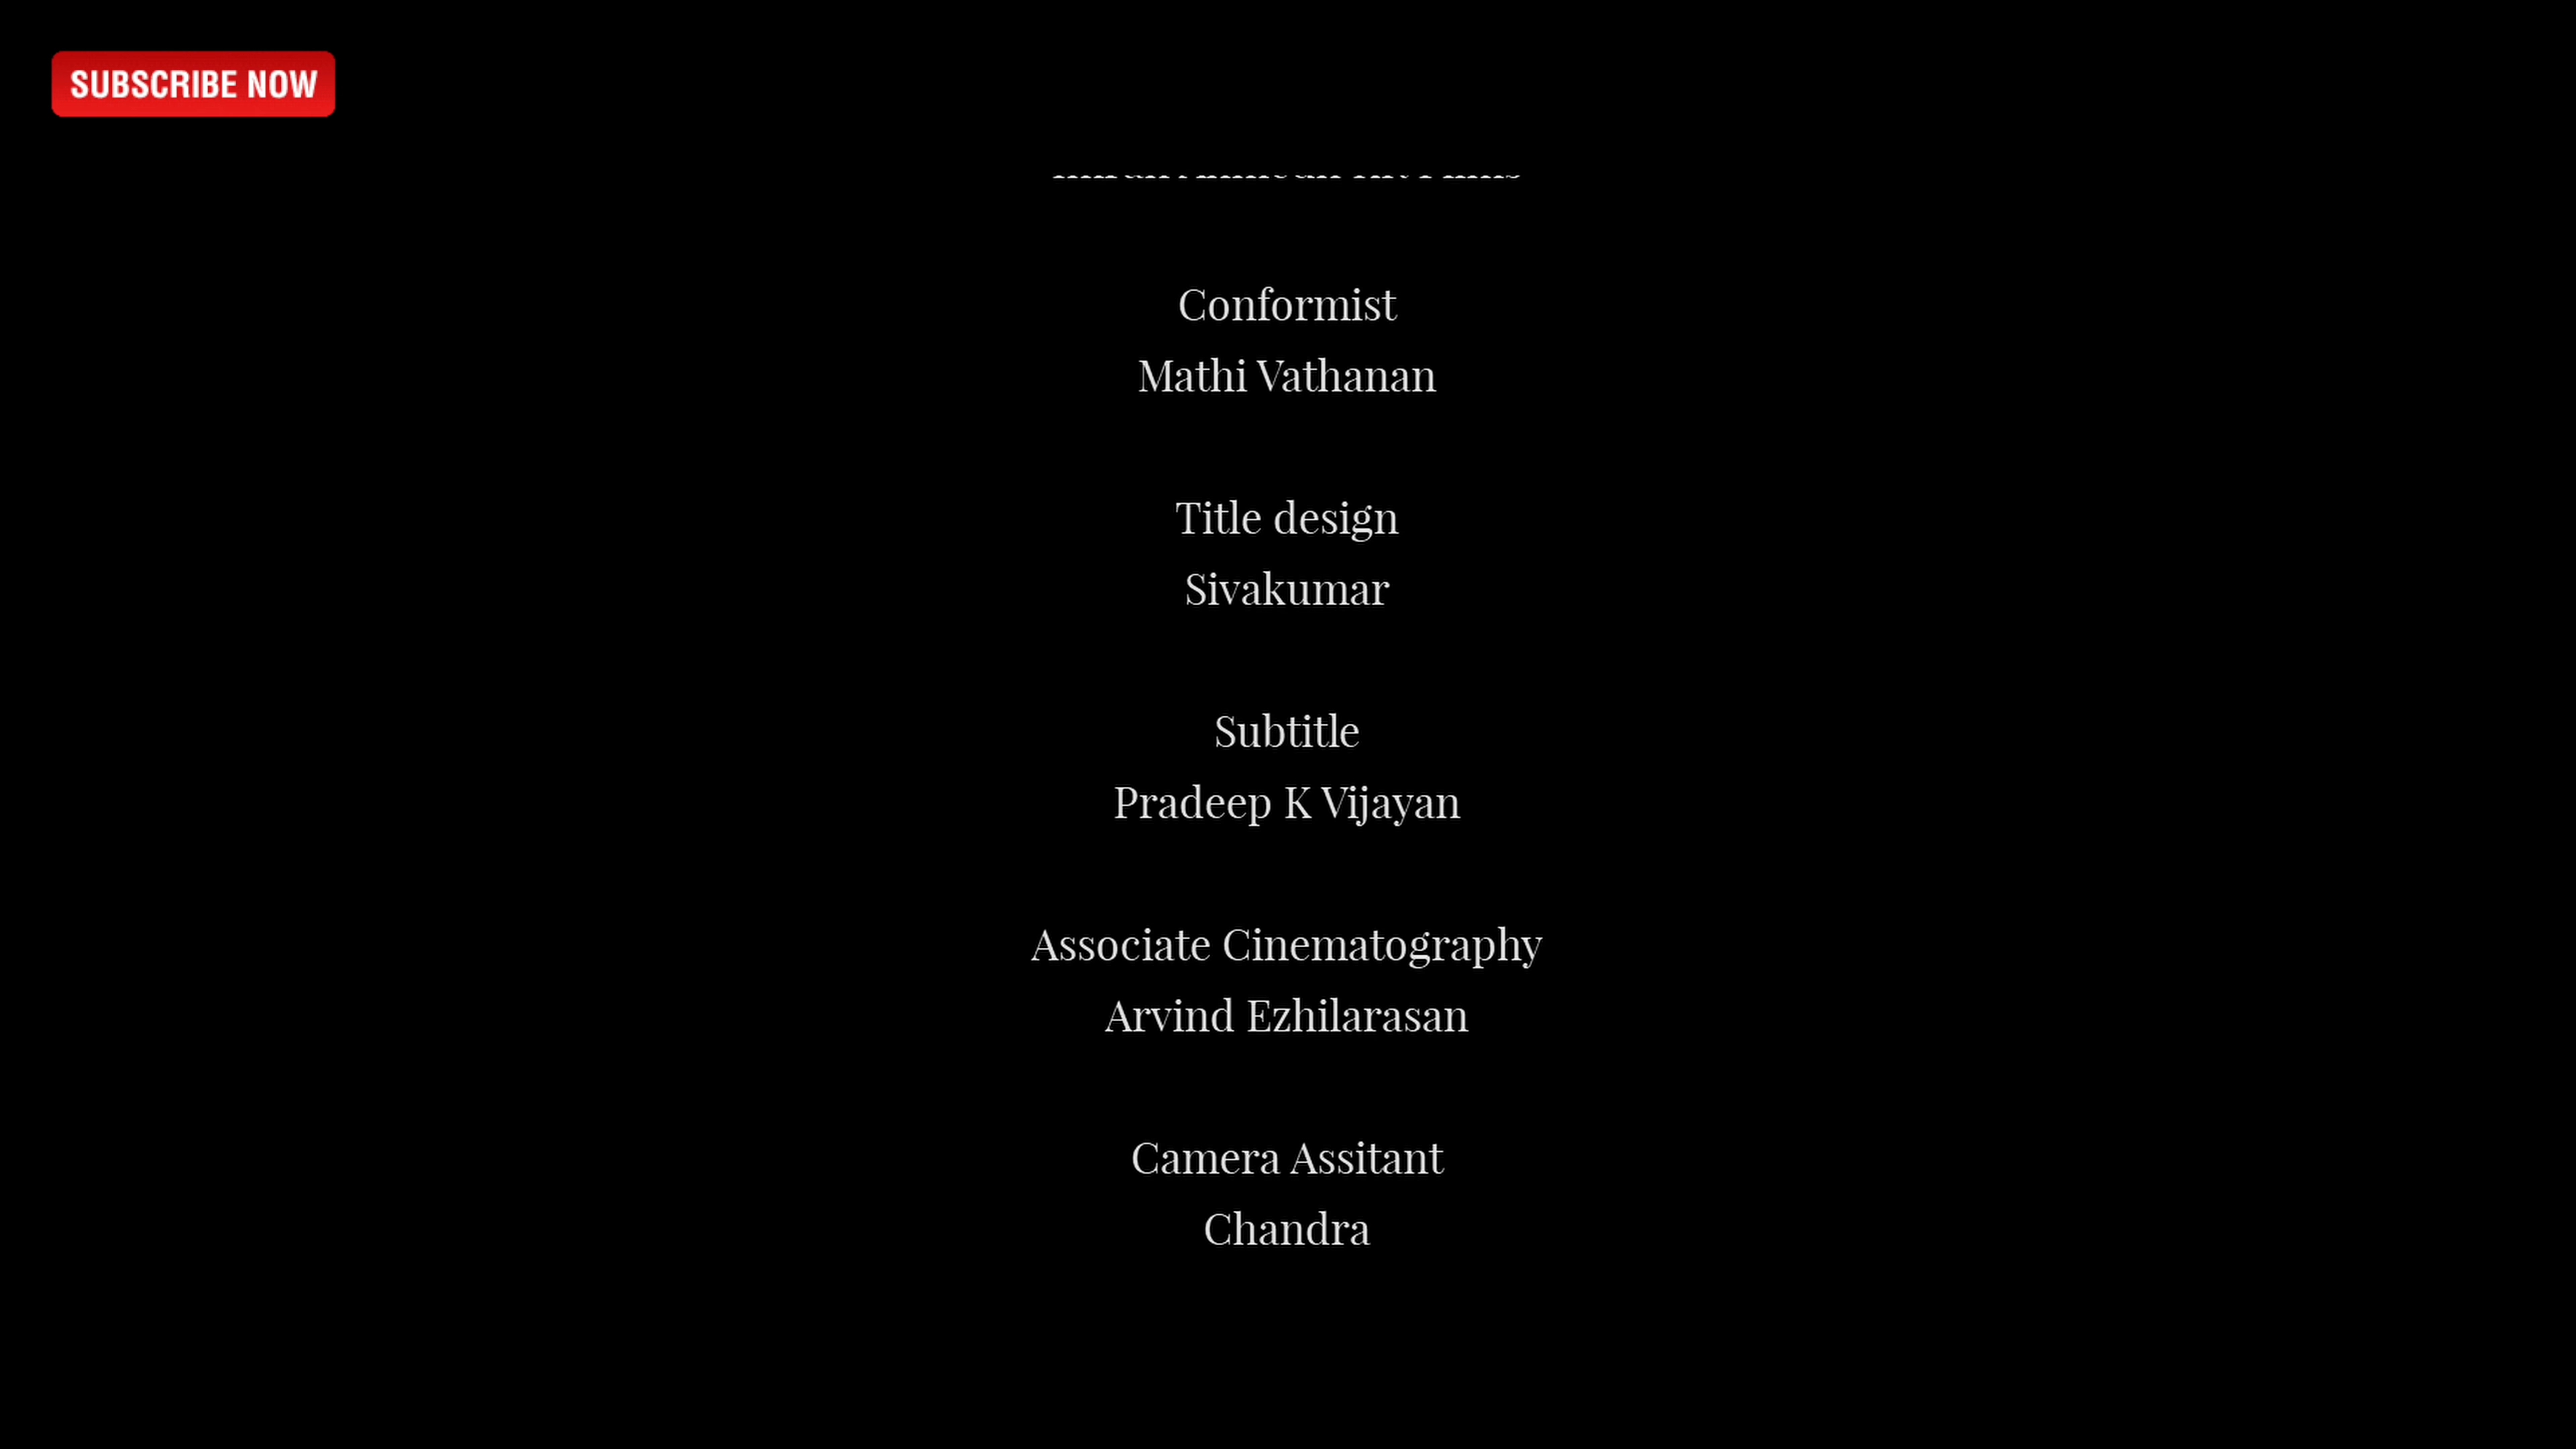 SUBSCRIBE NOW
Conformist
Mathi Vathanan
Title design
Sivakumar
Subtitle
Pradeep K Vijayan
Associate Cinematography
Arvind Ezhilarasan
Camera Assitant
Chandra